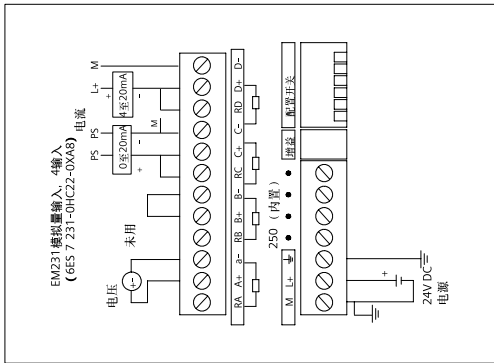 EM231模拟量输入, 4输入
(6ES 7 231-0HC22-0XA8)
电压
未用
电流
PS PS L+ M
+ -
0至20mA
+ -
4至20mA
+ -
M
RA A+ a- RB B+ B- RC C+ C- RD D+ D-
250 (内置)
增益
配置开关
M L+
+ -
24V DC
电源